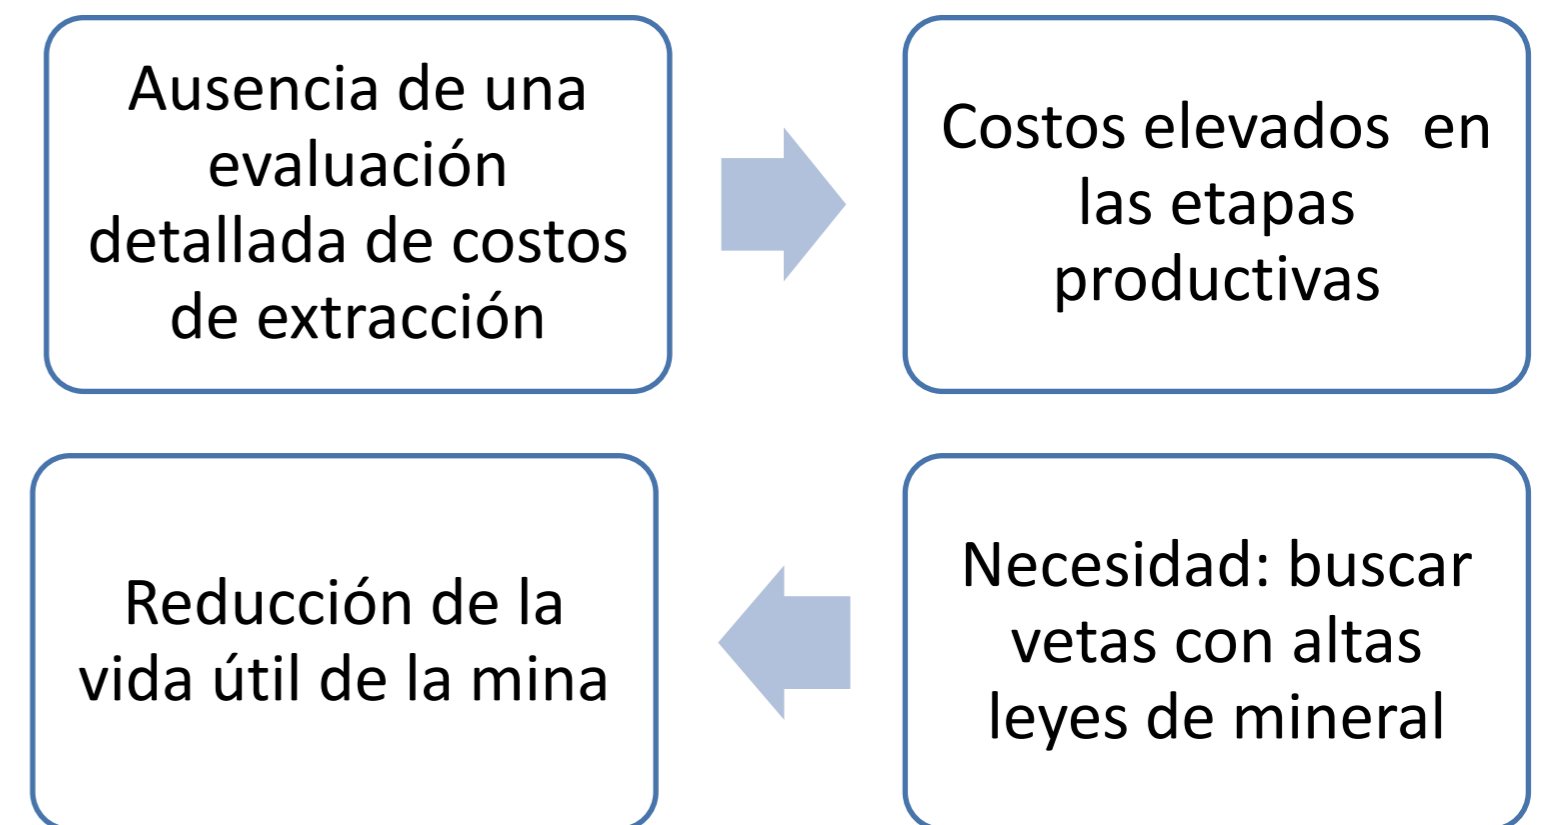 Ausencia de una
evaluación
detallada de costos
de extracción
Costos elevados  en
las etapas
productivas
Necesidad: buscar
vetas con altas
leyes de mineral
Reducción de la
vida útil de la mina